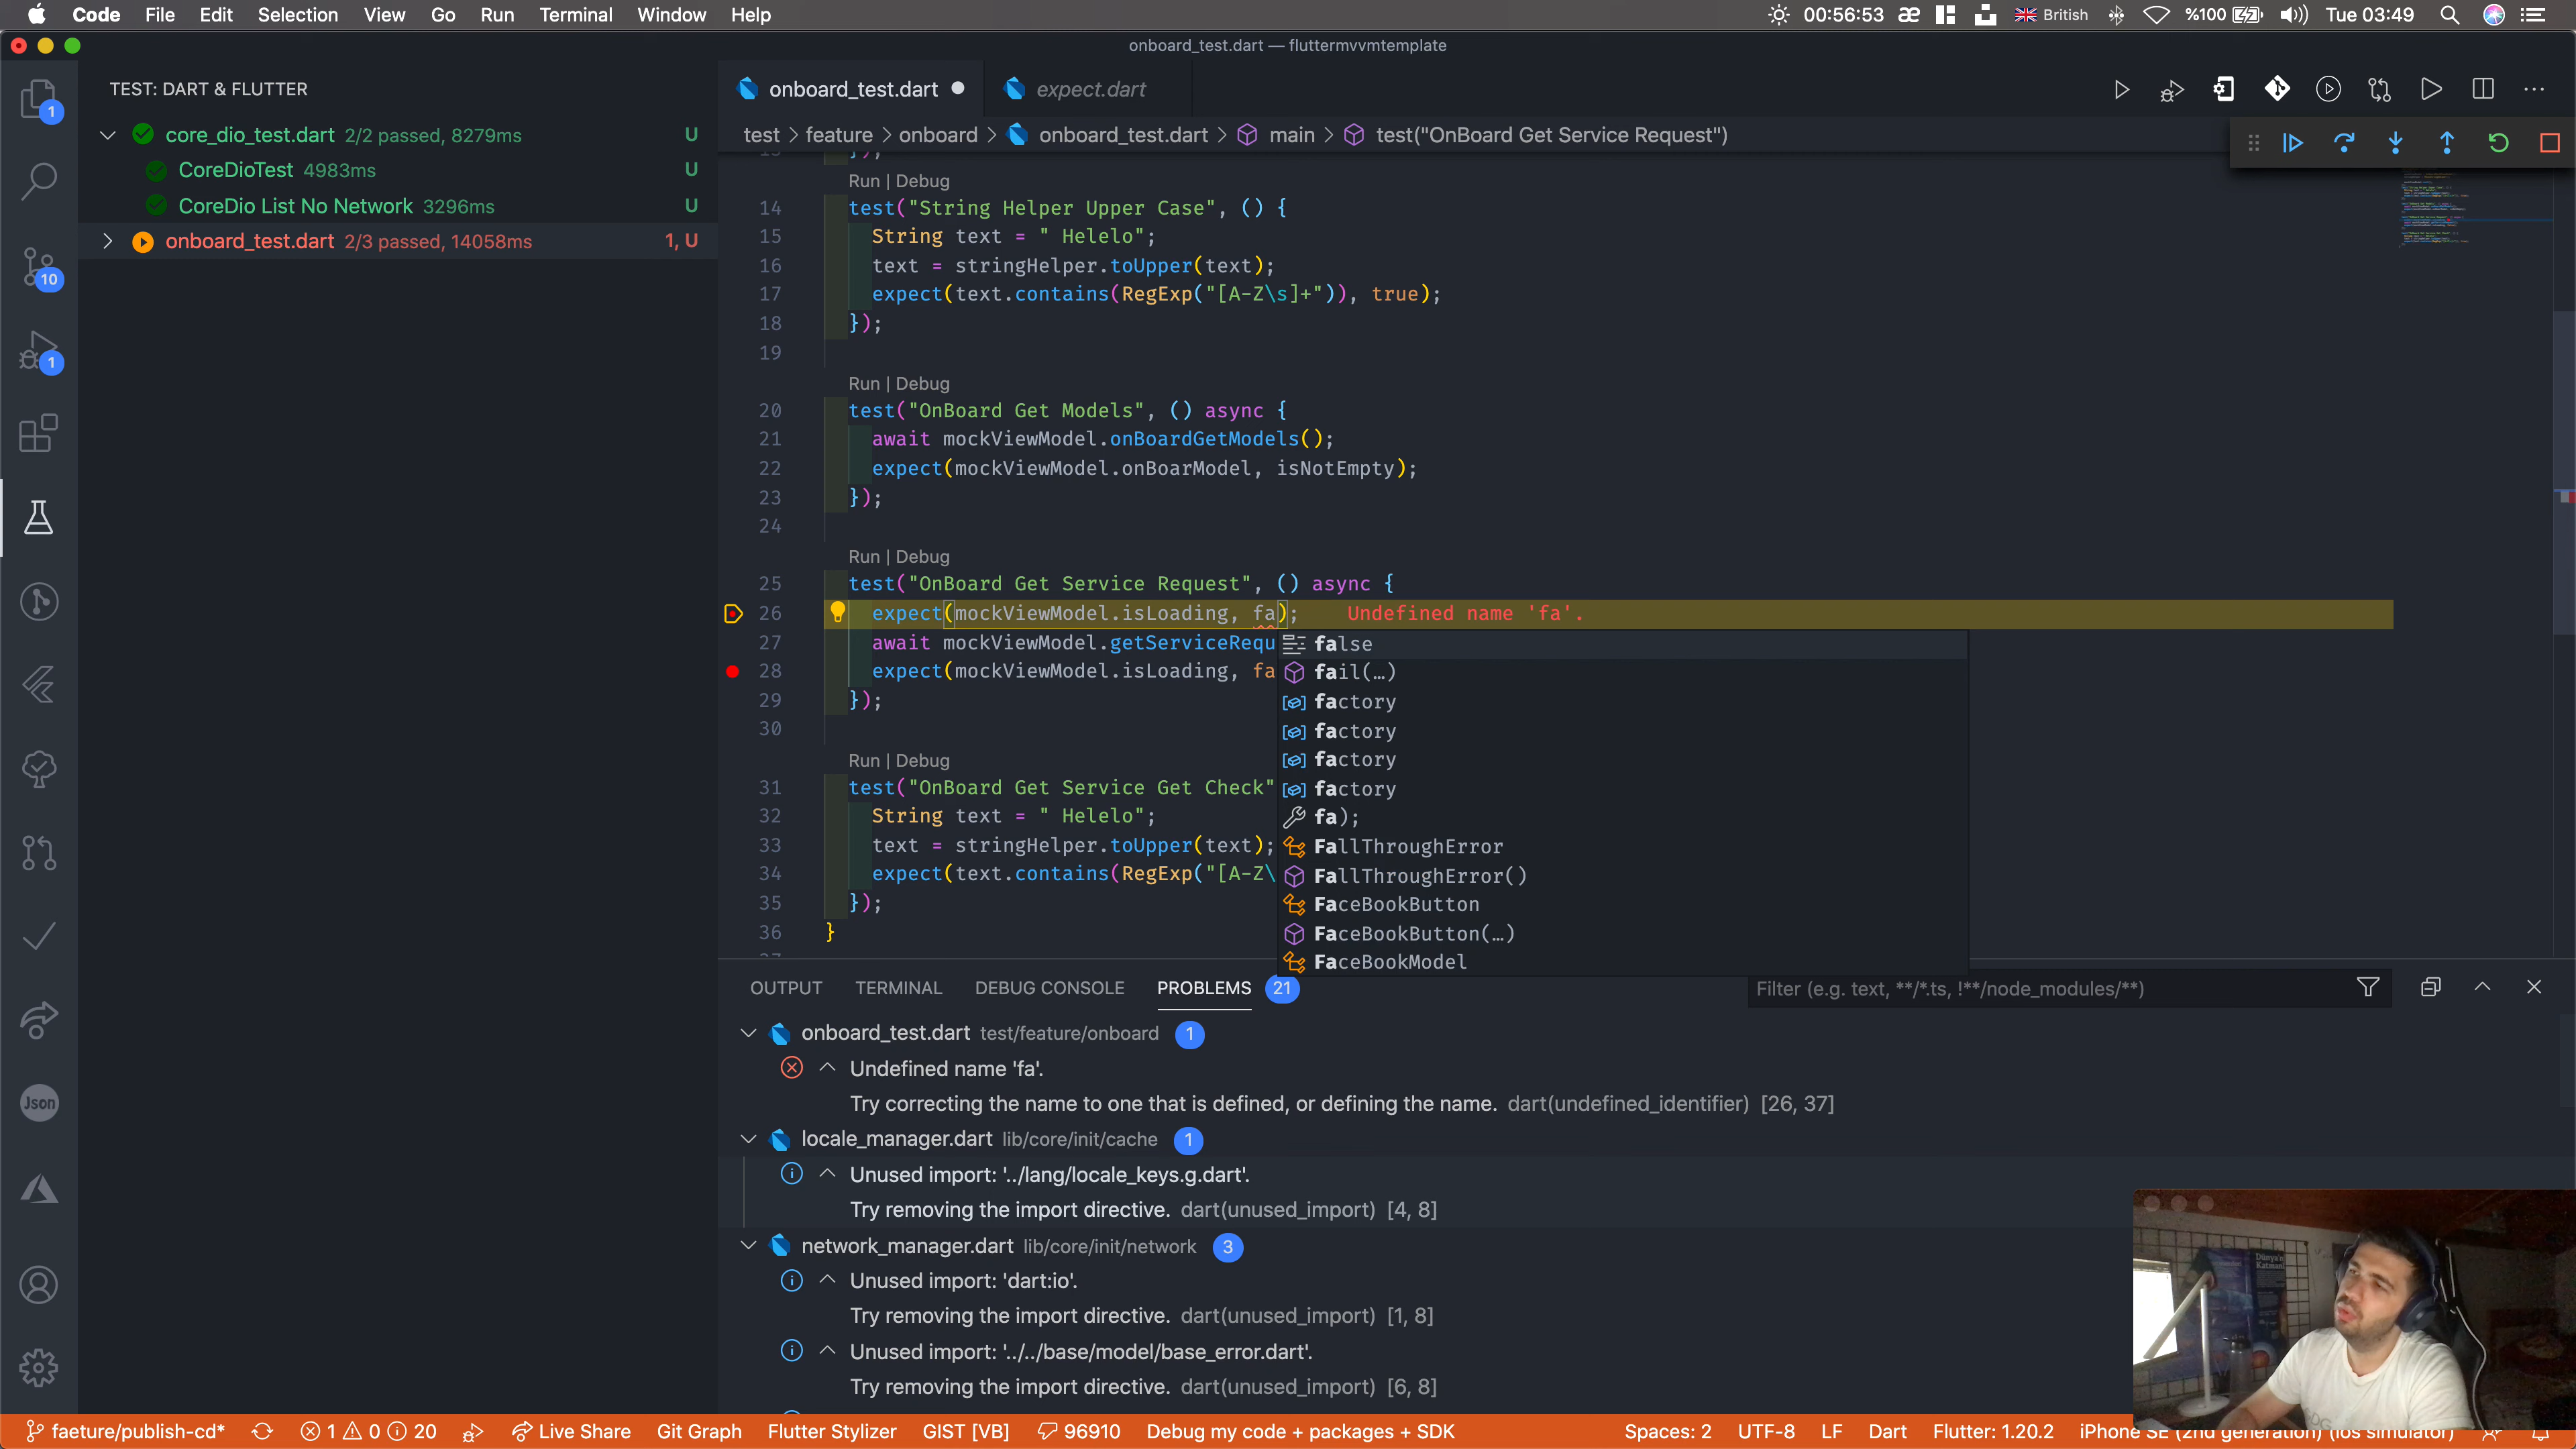 Code File Edit Selection View Go Run Terminal Window Help 00:56:53 æ British %100 Tue 03:49
onboard_test.dart — fluttermvvmtemplate
TEST: DART & FLUTTER
core_dio_test.dart 2/2 passed, 8279ms U
CoreDioTest 4983ms U
CoreDio List No Network 3296ms U
onboard_test.dart 2/3 passed, 14058ms 1, U
1
10
1
Json
onboard_test.dart expect.dart
test > feature > onboard > onboard_test.dart > main > test("OnBoard Get Service Request")
Run | Debug
14 test("String Helper Upper Case", () {
15 String text = " Helelo";
16 text = stringHelper.toUpper(text);
17 expect(text.contains(RegExp("[A-Z\s]+")), true);
18 });
19
Run | Debug
20 test("OnBoard Get Models", () async {
21 await mockViewModel.onBoardGetModels();
22 expect(mockViewModel.onBoarModel, isNotEmpty);
23 });
24
Run | Debug
25 test("OnBoard Get Service Request", () async {
26 expect(mockViewModel.isLoading, fa); Undefined name 'fa'.
27 await mockViewModel.getServiceRequ
28 expect(mockViewModel.isLoading, fa
29 });
30
Run | Debug
31 test("OnBoard Get Service Get Check"
32 String text = " Helelo";
33 text = stringHelper.toUpper(text);
34 expect(text.contains(RegExp("[A-Z\
35 });
36 }
false
fail(…)
factory
factory
factory
factory
fa);
FallThroughError
FallThroughError()
FaceBookButton
FaceBookButton(…)
FaceBookModel
OUTPUT TERMINAL DEBUG CONSOLE PROBLEMS 21 Filter (e.g. text, **/*.ts, !**/node_modules/**)
onboard_test.dart test/feature/onboard 1
Undefined name 'fa'.
Try correcting the name to one that is defined, or defining the name. dart(undefined_identifier) [26, 37]
locale_manager.dart lib/core/init/cache 1
Unused import: '../lang/locale_keys.g.dart'.
Try removing the import directive. dart(unused_import) [4, 8]
network_manager.dart lib/core/init/network 3
Unused import: 'dart:io'.
Try removing the import directive. dart(unused_import) [1, 8]
Unused import: '../../base/model/base_error.dart'.
Try removing the import directive. dart(unused_import) [6, 8]
faeture/publish-cd* 1 0 20 Live Share Git Graph Flutter Stylizer GIST [VB] 96910 Debug my code + packages + SDK Spaces: 2 UTF-8 LF Dart Flutter: 1.20.2 iPhone SE (2nd generation) (ios simulator)